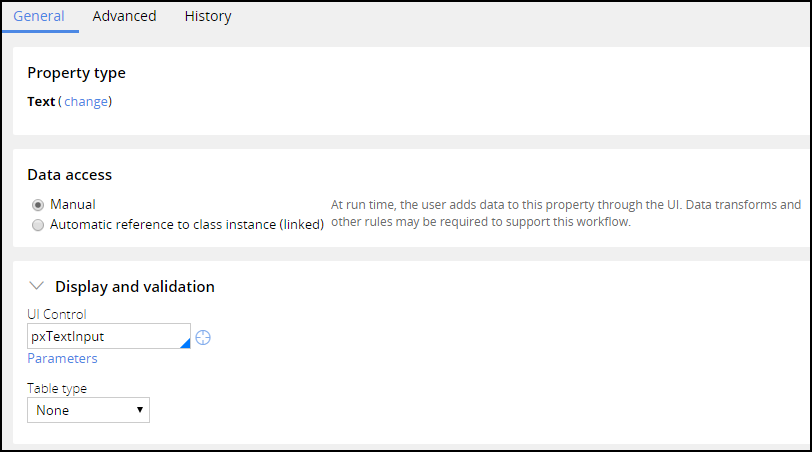 General Advanced History
Property type
Text (change)
Data access
Manual
Automatic reference to class instance (linked)
At run time, the user adds data to this property through the UI. Data transforms and
other rules may be required to support this workflow.
Display and validation
UI Control
pxTextInput
Parameters
Table type
None